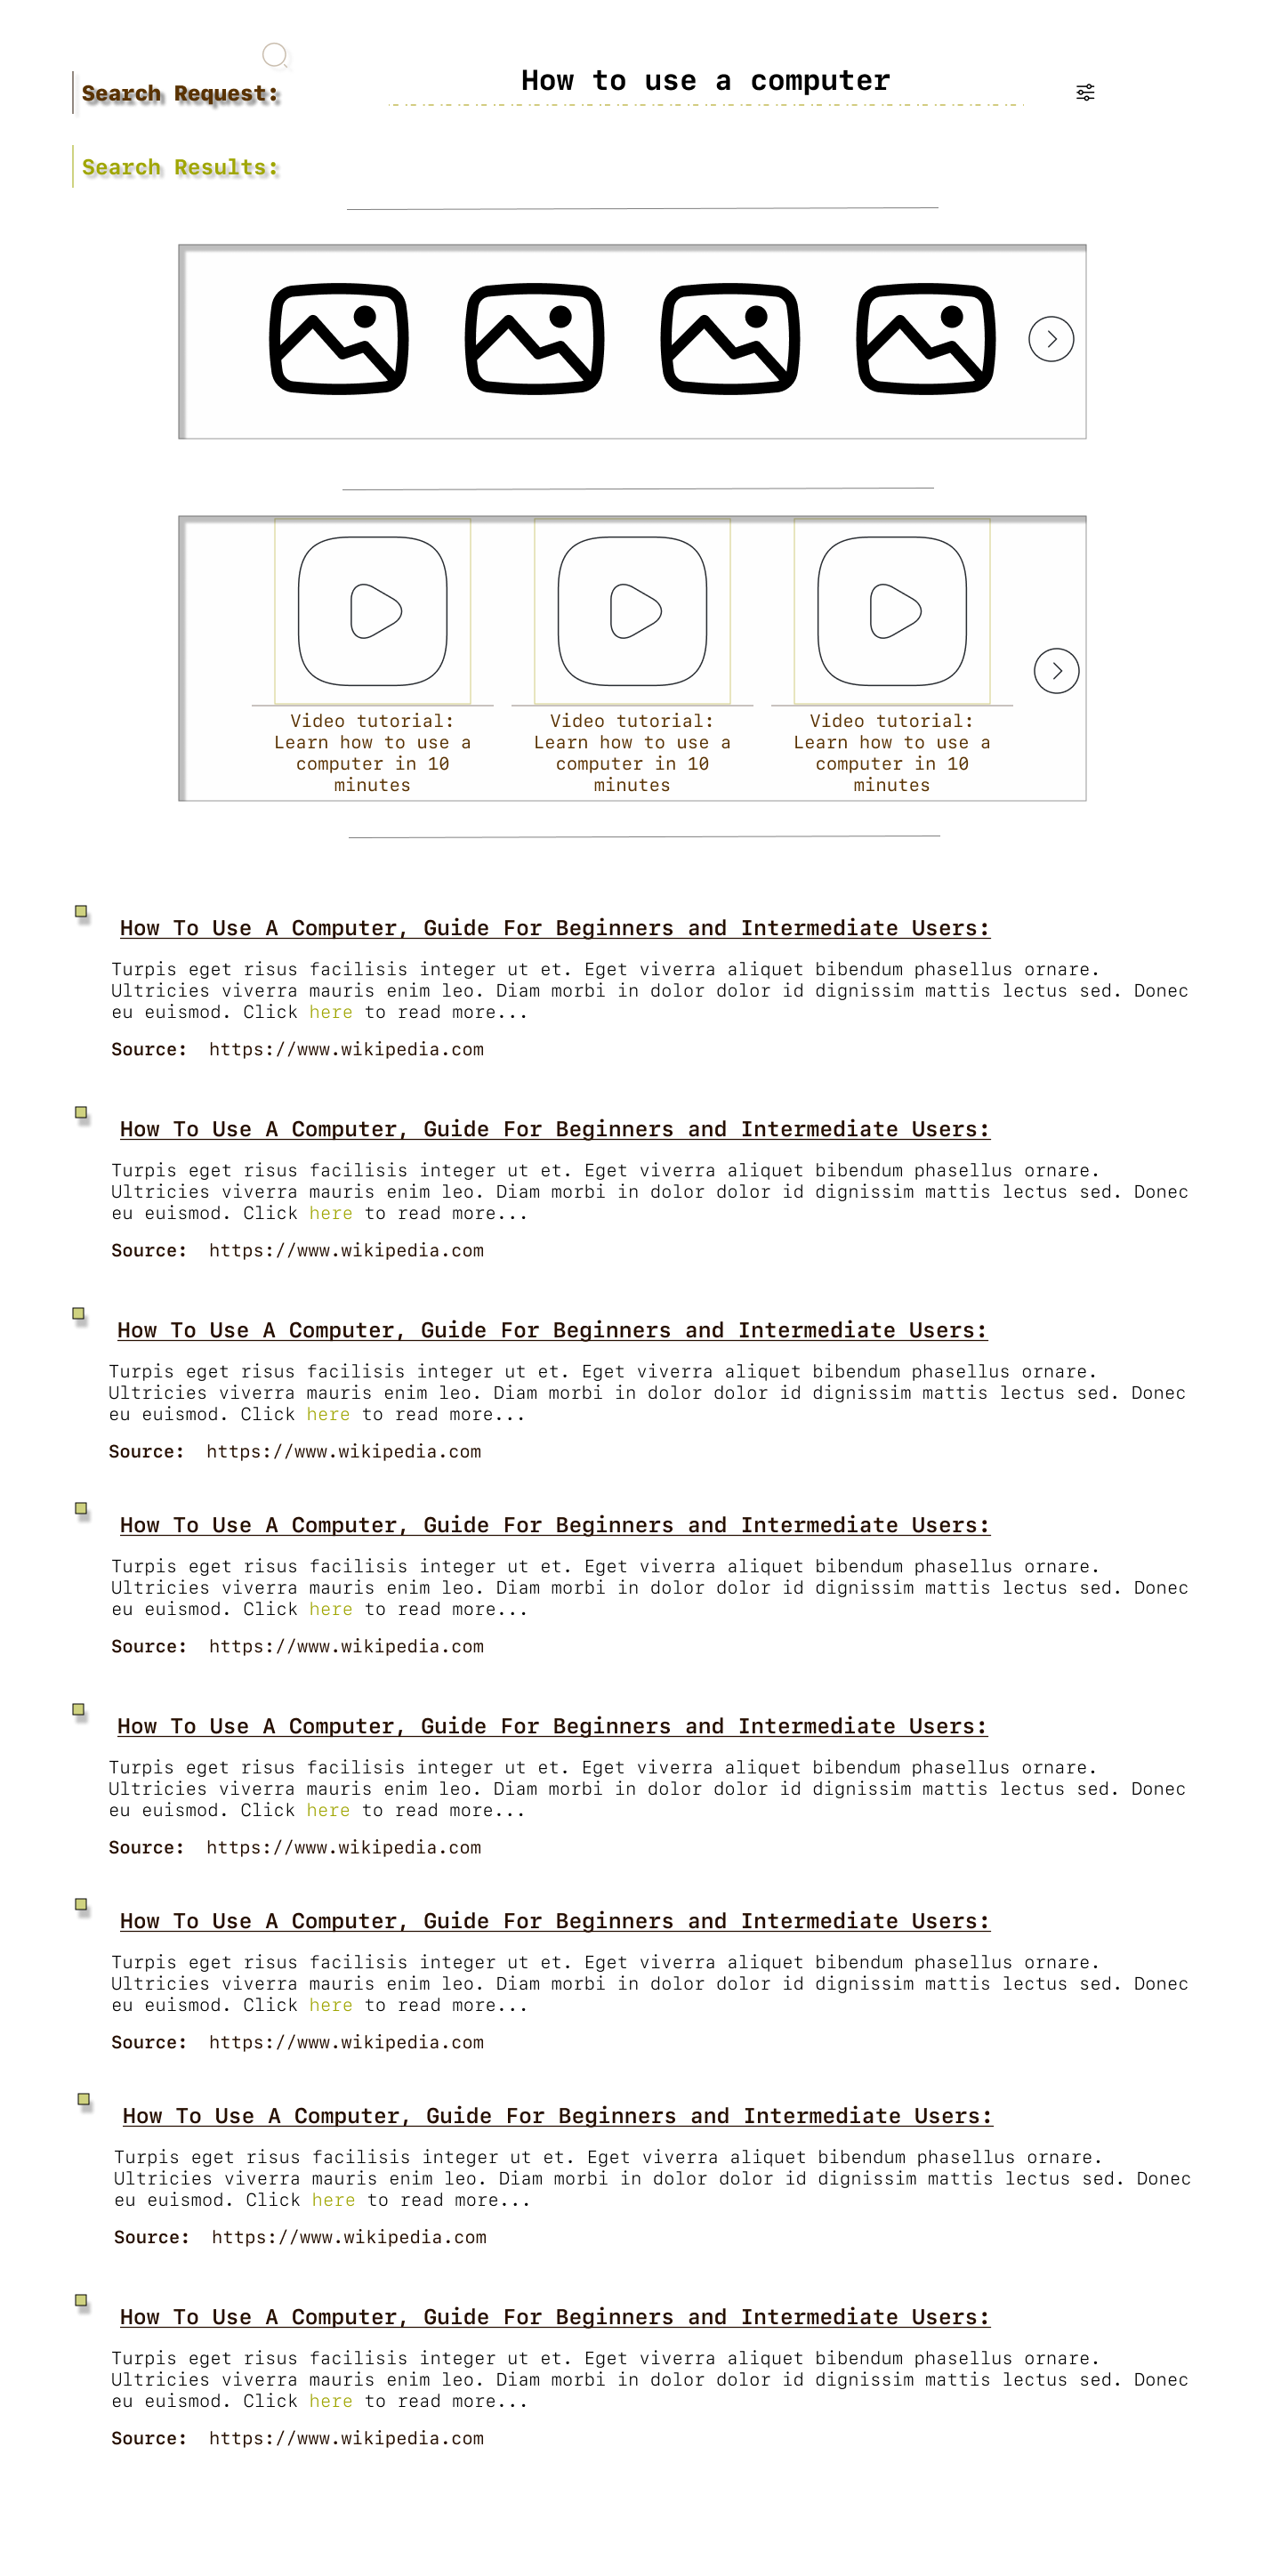 Search Request:
How to use a computer
Search Results:
Video tutorial:
Learn how to use a
computer in 10
minutes
Video tutorial:
Learn how to use a
computer in 10
minutes
Video tutorial:
Learn how to use a
computer in 10
minutes
How To Use A Computer, Guide For Beginners and Intermediate Users:
Turpis eget risus facilisis integer ut et. Eget viverra aliquet bibendum phasellus ornare.
Ultricies viverra mauris enim leo. Diam morbi in dolor dolor id dignissim mattis lectus sed. Donec
eu euismod. Click here to read more...
Source: https://www.wikipedia.com
How To Use A Computer, Guide For Beginners and Intermediate Users:
Turpis eget risus facilisis integer ut et. Eget viverra aliquet bibendum phasellus ornare.
Ultricies viverra mauris enim leo. Diam morbi in dolor dolor id dignissim mattis lectus sed. Donec
eu euismod. Click here to read more...
Source: https://www.wikipedia.com
How To Use A Computer, Guide For Beginners and Intermediate Users:
Turpis eget risus facilisis integer ut et. Eget viverra aliquet bibendum phasellus ornare.
Ultricies viverra mauris enim leo. Diam morbi in dolor dolor id dignissim mattis lectus sed. Donec
eu euismod. Click here to read more...
Source: https://www.wikipedia.com
How To Use A Computer, Guide For Beginners and Intermediate Users:
Turpis eget risus facilisis integer ut et. Eget viverra aliquet bibendum phasellus ornare.
Ultricies viverra mauris enim leo. Diam morbi in dolor dolor id dignissim mattis lectus sed. Donec
eu euismod. Click here to read more...
Source: https://www.wikipedia.com
How To Use A Computer, Guide For Beginners and Intermediate Users:
Turpis eget risus facilisis integer ut et. Eget viverra aliquet bibendum phasellus ornare.
Ultricies viverra mauris enim leo. Diam morbi in dolor dolor id dignissim mattis lectus sed. Donec
eu euismod. Click here to read more...
Source: https://www.wikipedia.com
How To Use A Computer, Guide For Beginners and Intermediate Users:
Turpis eget risus facilisis integer ut et. Eget viverra aliquet bibendum phasellus ornare.
Ultricies viverra mauris enim leo. Diam morbi in dolor dolor id dignissim mattis lectus sed. Donec
eu euismod. Click here to read more...
Source: https://www.wikipedia.com
How To Use A Computer, Guide For Beginners and Intermediate Users:
Turpis eget risus facilisis integer ut et. Eget viverra aliquet bibendum phasellus ornare.
Ultricies viverra mauris enim leo. Diam morbi in dolor dolor id dignissim mattis lectus sed. Donec
eu euismod. Click here to read more...
Source: https://www.wikipedia.com
How To Use A Computer, Guide For Beginners and Intermediate Users:
Turpis eget risus facilisis integer ut et. Eget viverra aliquet bibendum phasellus ornare.
Ultricies viverra mauris enim leo. Diam morbi in dolor dolor id dignissim mattis lectus sed. Donec
eu euismod. Click here to read more...
Source: https://www.wikipedia.com